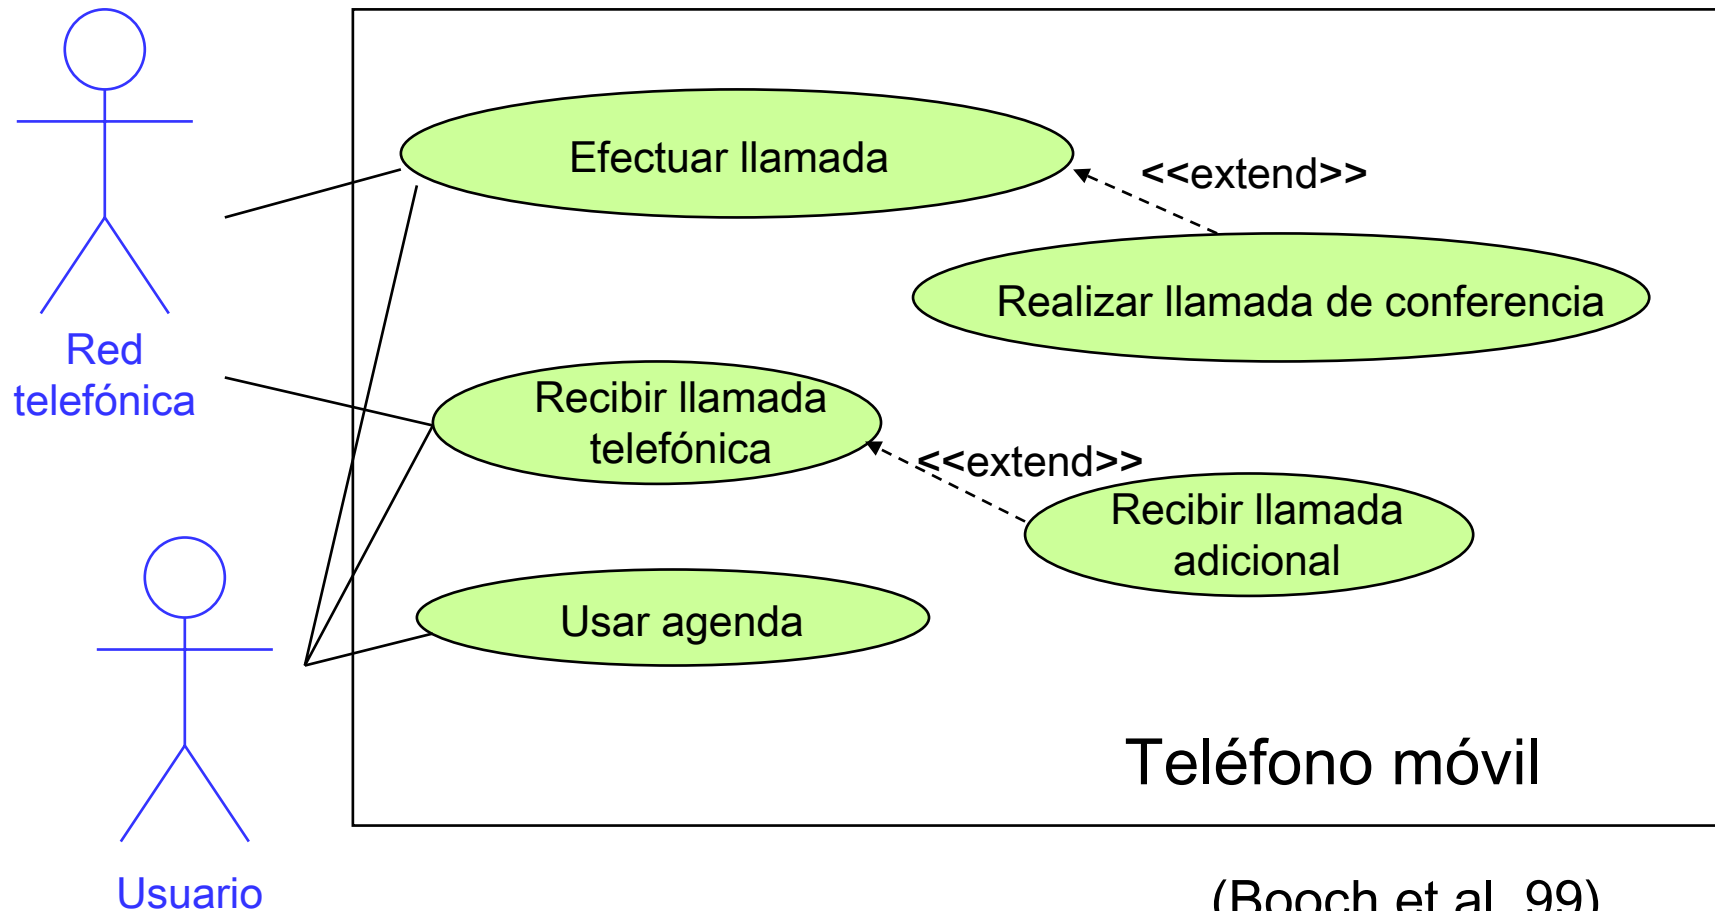 Efectuar llamada
<<extend>>
Realizar llamada de conferencia
Red
telefónica
Recibir llamada
telefónica
<<extend>>
Recibir llamada
adicional
Usar agenda
Teléfono móvil
Usuario
(Booch et al. 99)